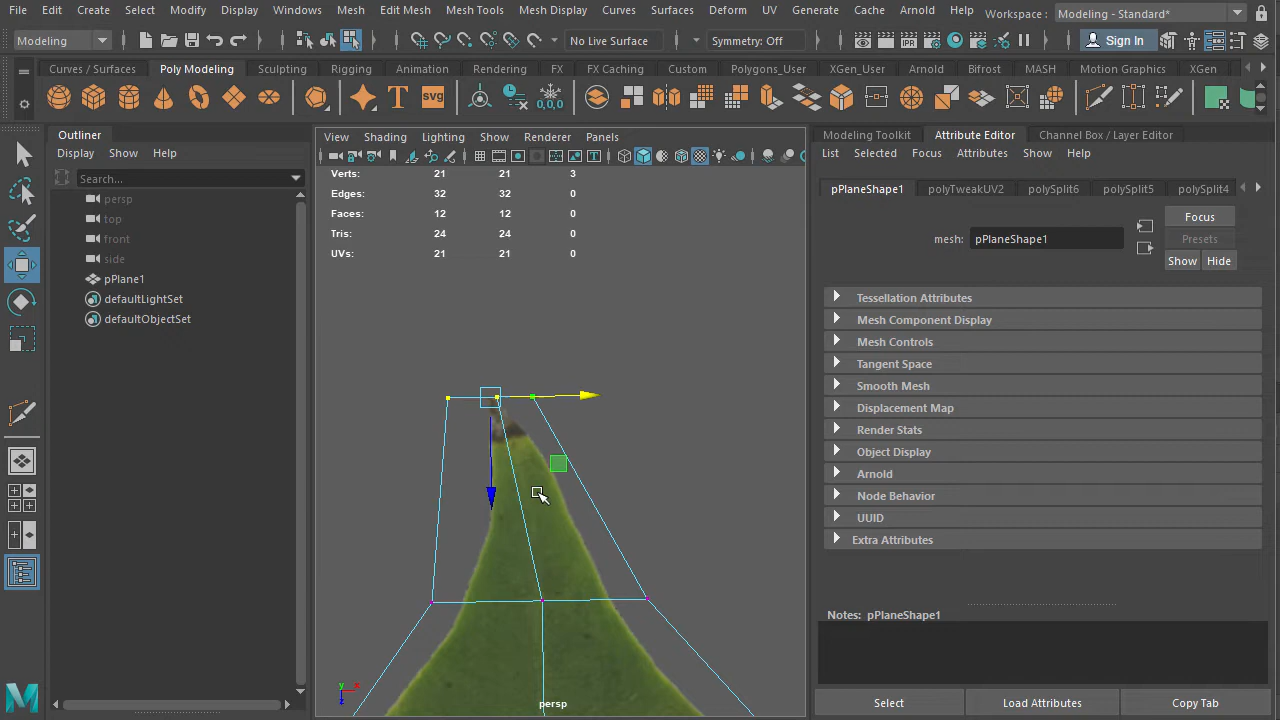 File Edit Create Select Modify Display Windows Mesh Edit Mesh Mesh Tools Mesh Display Curves Surfaces Deform UV Generate Cache Arnold Help Workspace : Modeling - Standard*
Modeling No Live Surface Symmetry: Off IPR Sign In
Curves / Surfaces Poly Modeling Sculpting Rigging Animation Rendering FX FX Caching Custom Polygons_User XGen_User Arnold Bifrost MASH Motion Graphics XGen
T svg 0,0,0
Outliner
Display Show Help
Search...
persp
top
front
side
pPlane1
defaultLightSet
defaultObjectSet
View Shading Lighting Show Renderer Panels
Verts: 21 21 3
Edges: 32 32 0
Faces: 12 12 0
Tris: 24 24 0
UVs: 21 21 0
persp
y x
z
Modeling Toolkit Attribute Editor Channel Box / Layer Editor
List Selected Focus Attributes Show Help
pPlaneShape1 polyTweakUV2 polySplit6 polySplit5 polySplit4
mesh: pPlaneShape1
Focus
Presets
Show Hide
Tessellation Attributes
Mesh Component Display
Mesh Controls
Tangent Space
Smooth Mesh
Displacement Map
Render Stats
Object Display
Arnold
Node Behavior
UUID
Extra Attributes
Notes: pPlaneShape1
Select Load Attributes Copy Tab